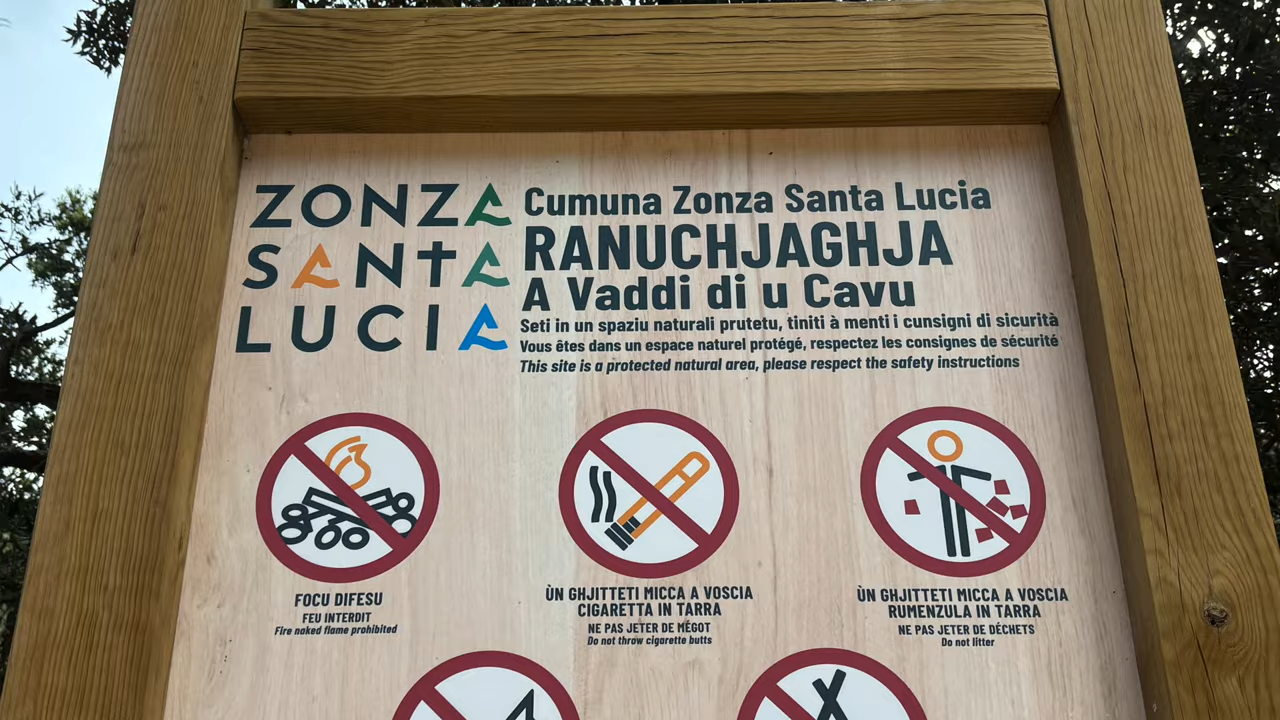 ZONZA
SANTA
LUCIA
Cumuna Zonza Santa Lucia
RANUCHJAGHJA
A Vaddi di u Cavu
Seti in un spaziu naturali prutetu, tiniti à menti i cunsigni di sicurità
Vous êtes dans un espace naturel protégé, respectez les consignes de sécurité
This site is a protected natural area, please respect the safety instructions
FOCU DIFESU
FEU INTERDIT
Fire naked flame prohibited
ÙN GHJITTETI MICCA A VOSCIA
CIGARETTA IN TARRA
NE PAS JETER DE MÉGOT
Do not throw cigarette butts
ÙN GHJITTETI MICCA A VOSCIA
RUMENZULA IN TARRA
NE PAS JETER DE DÉCHETS
Do not litter